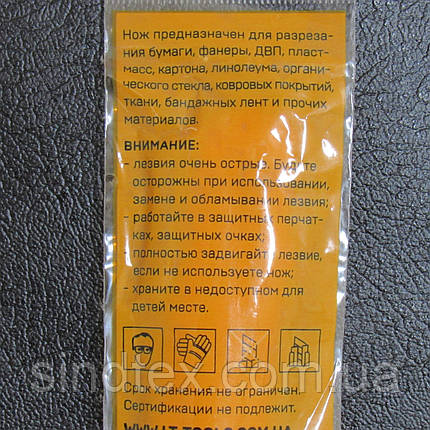 Нож предназначен для разреза-
ния бумаги, фанеры, ДВП, пласт-
масс, картона, линолеума, органи-
ческого стекла, ковровых покрытий,
ткани, бандажных лент и прочих
материалов.
ВНИМАНИЕ:
- лезвия очень острые. Будьте
осторожны при использовании,
замене и обламывании лезвия;
- работайте в защитных перчат-
ках, защитных очках;
- полностью задвигайте лезвие,
если не используете нож;
- храните в недоступном для
детей месте.
sindtex.com.ua
Срок хранения не ограничен.
Сертификации не подлежит.